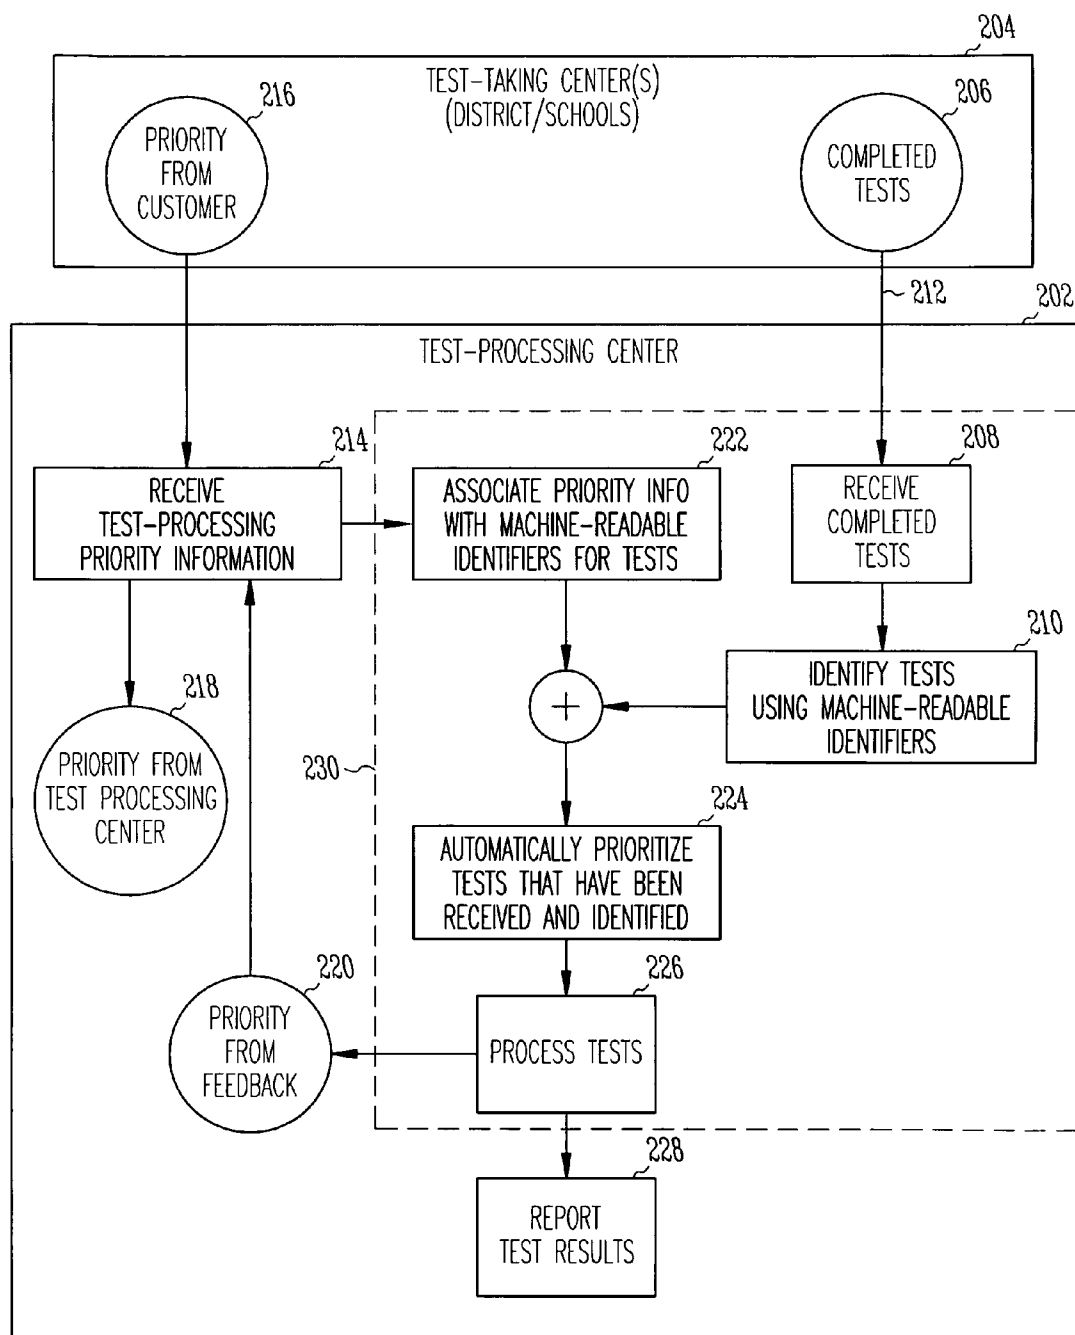 204
TEST-TAKING CENTER(S)
(DISTRICT/SCHOOLS)
216
PRIORITY
FROM
CUSTOMER
206
COMPLETED
TESTS
212
202
TEST-PROCESSING CENTER
214
RECEIVE
TEST-PROCESSING
PRIORITY INFORMATION
222
ASSOCIATE PRIORITY INFO
WITH MACHINE-READABLE
IDENTIFIERS FOR TESTS
208
RECEIVE
COMPLETED
TESTS
210
IDENTIFY TESTS
USING MACHINE-READABLE
IDENTIFIERS
+
218
PRIORITY FROM
TEST PROCESSING
CENTER
230
224
AUTOMATICALLY PRIORITIZE
TESTS THAT HAVE BEEN
RECEIVED AND IDENTIFIED
220
PRIORITY
FROM
FEEDBACK
226
PROCESS TESTS
228
REPORT
TEST RESULTS